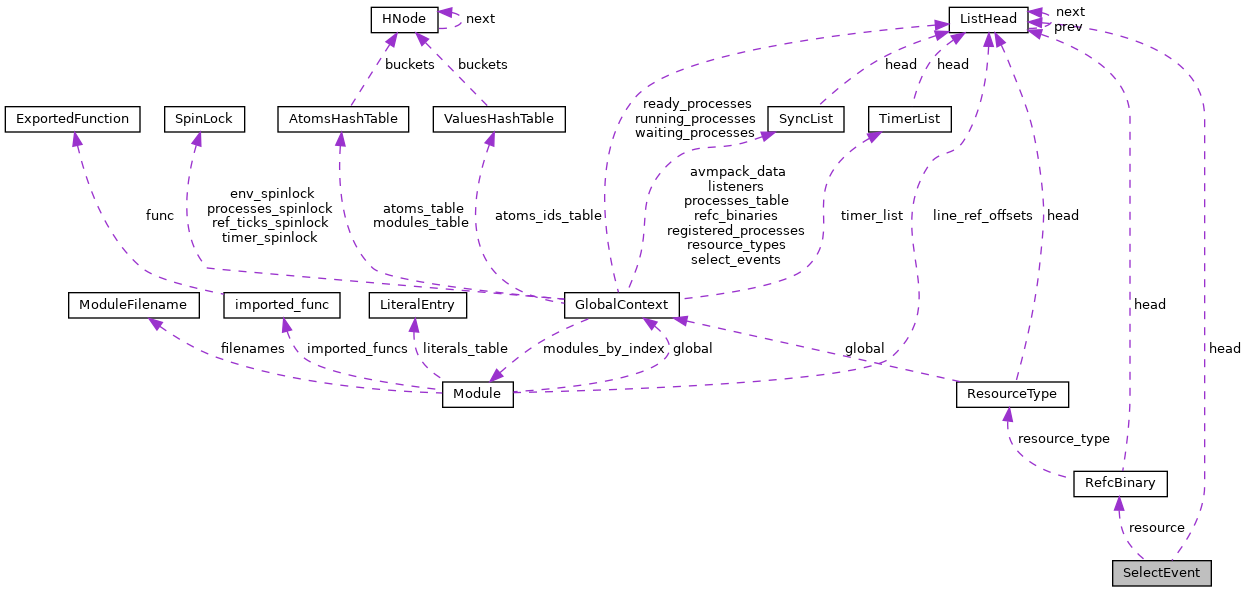 HNode
next
ListHead
next
prev
buckets
buckets
head
head
ExportedFunction
SpinLock
AtomsHashTable
ValuesHashTable
ready_processes
running_processes
waiting_processes
SyncList
TimerList
func
env_spinlock
processes_spinlock
ref_ticks_spinlock
timer_spinlock
atoms_table
modules_table
atoms_ids_table
avmpack_data
listeners
processes_table
refc_binaries
registered_processes
resource_types
select_events
timer_list
line_ref_offsets
head
ModuleFilename
imported_func
LiteralEntry
GlobalContext
head
filenames
imported_funcs
literals_table
modules_by_index
global
global
head
Module
ResourceType
resource_type
RefcBinary
resource
SelectEvent